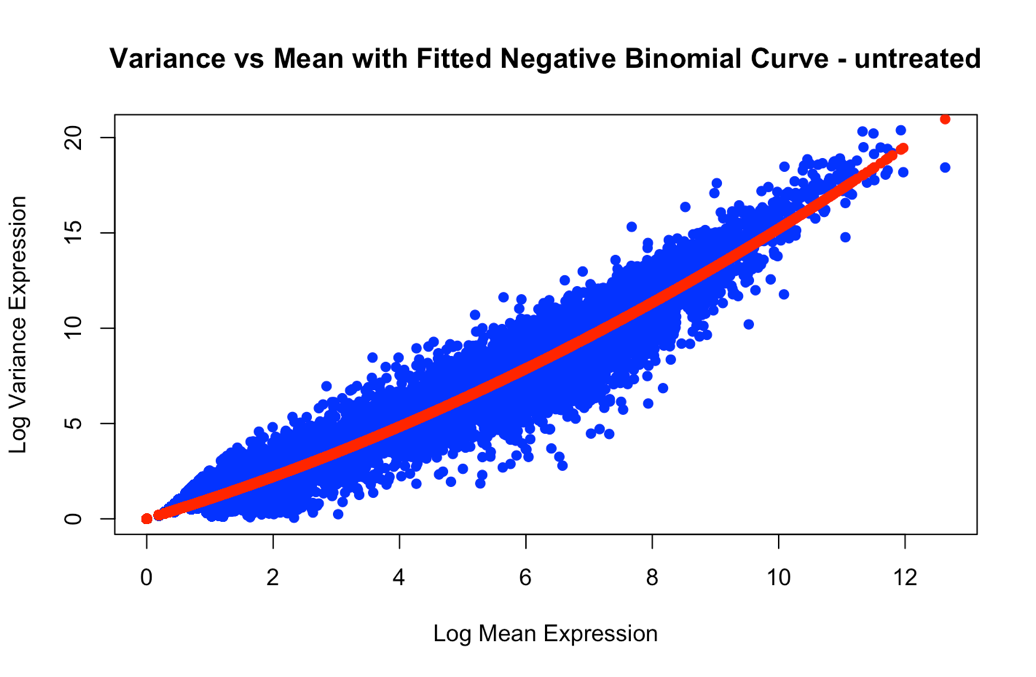 Variance vs Mean with Fitted Negative Binomial Curve - untreated
20
15
10
5
0
Log Variance Expression
0 2 4 6 8 10 12
Log Mean Expression